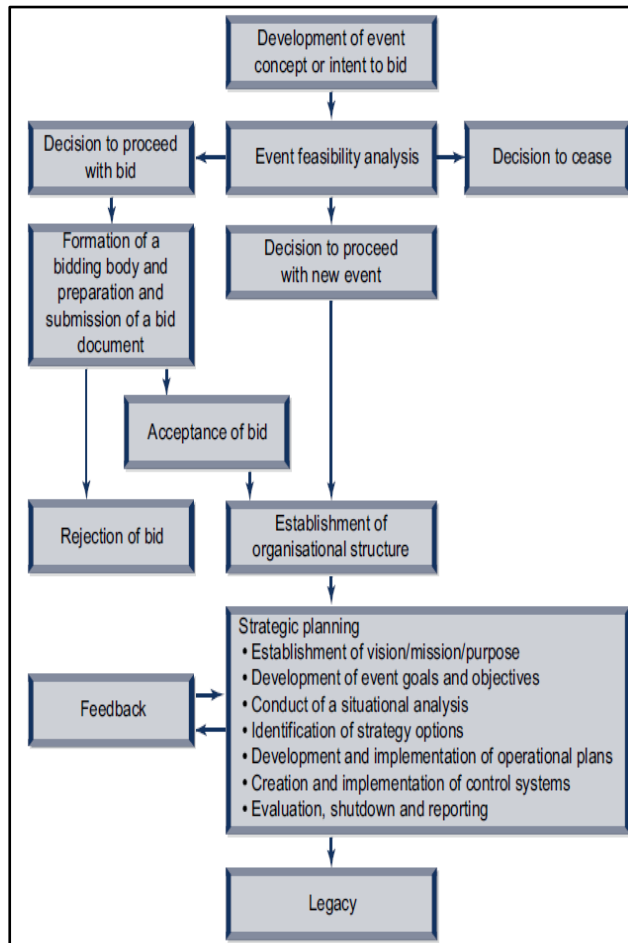 Development of event
concept or intent to bid
Decision to proceed
with bid
Event feasibility analysis
Decision to cease
Formation of a
bidding body and
preparation and
submission of a bid
document
Decision to proceed
with new event
Acceptance of bid
Rejection of bid
Establishment of
organisational structure
Strategic planning
• Establishment of vision/mission/purpose
• Development of event goals and objectives
• Conduct of a situational analysis
• Identification of strategy options
• Development and implementation of operational plans
• Creation and implementation of control systems
• Evaluation, shutdown and reporting
Feedback
Legacy